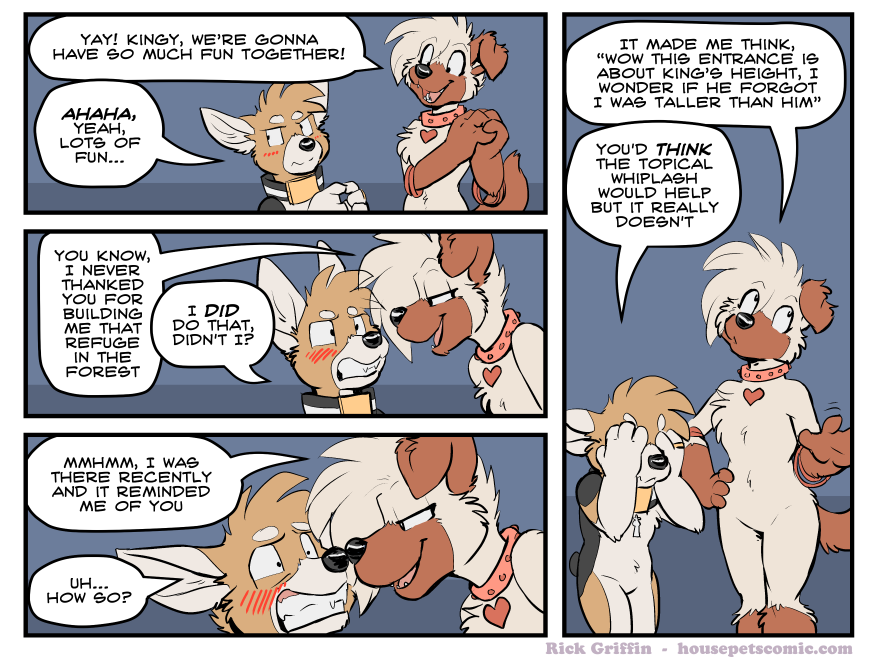 YAY! KINGY, WE'RE GONNA
HAVE SO MUCH FUN TOGETHER!
AHAHA,
YEAH,
LOTS OF
FUN...
YOU KNOW,
I NEVER
THANKED
YOU FOR
BUILDING
ME THAT
REFUGE
IN THE
FOREST
I DID
DO THAT,
DIDN'T I?
MMHMM, I WAS
THERE RECENTLY
AND IT REMINDED
ME OF YOU
UH...
HOW SO?
IT MADE ME THINK,
"WOW THIS ENTRANCE IS
ABOUT KING'S HEIGHT, I
WONDER IF HE FORGOT
I WAS TALLER THAN HIM"
YOU'D THINK
THE TOPICAL
WHIPLASH
WOULD HELP
BUT IT REALLY
DOESN'T
Rick Griffin - housepetscomic.com